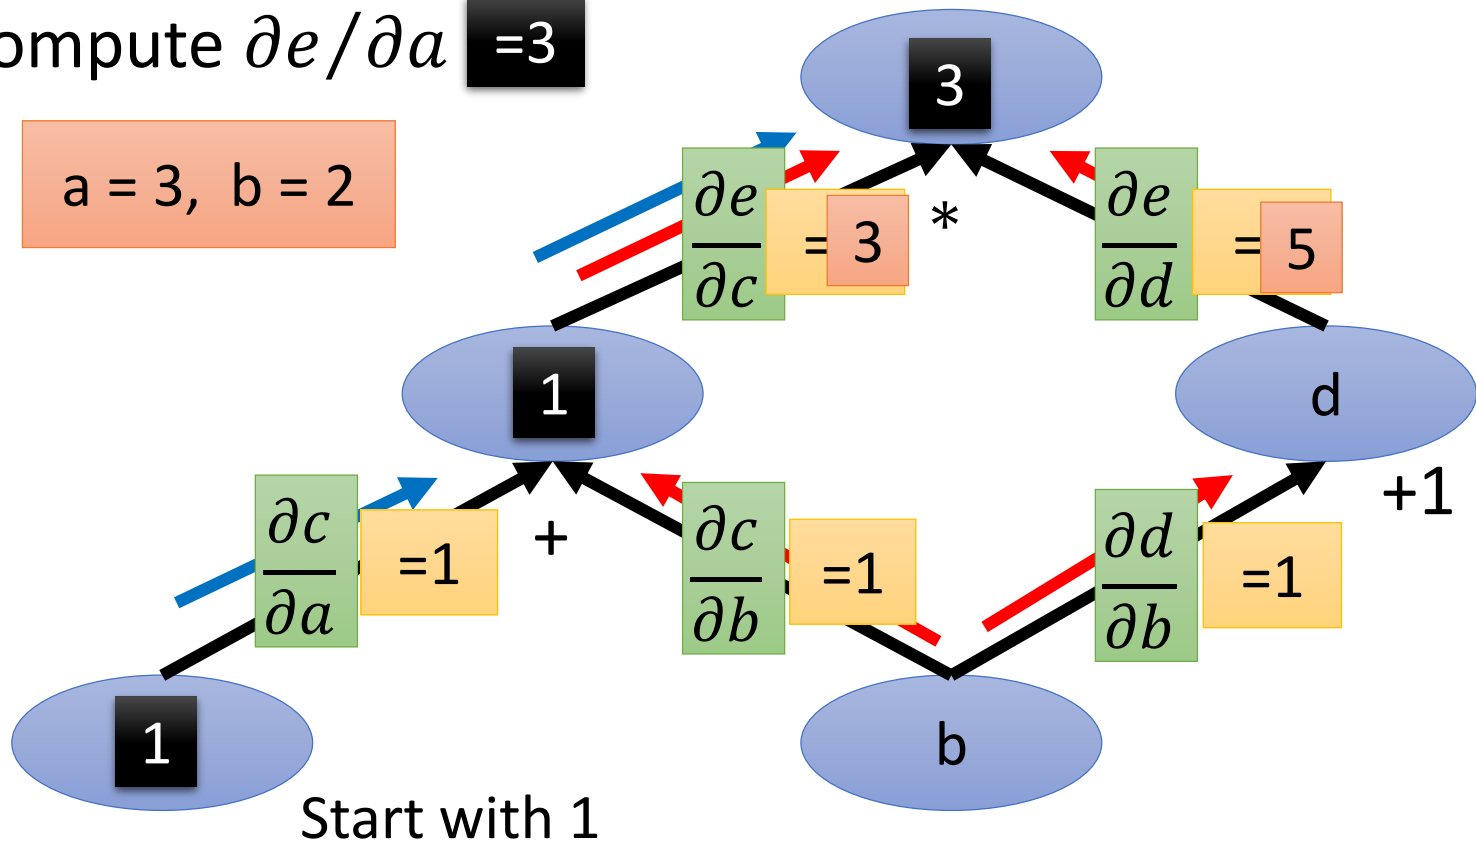 ompute ∂e/∂a =3
a = 3, b = 2
3
∂e/∂c = 3
*
∂e/∂d = 5
1
d
∂c/∂a =1
+
∂c/∂b =1
∂d/∂b =1
+1
1
b
Start with 1